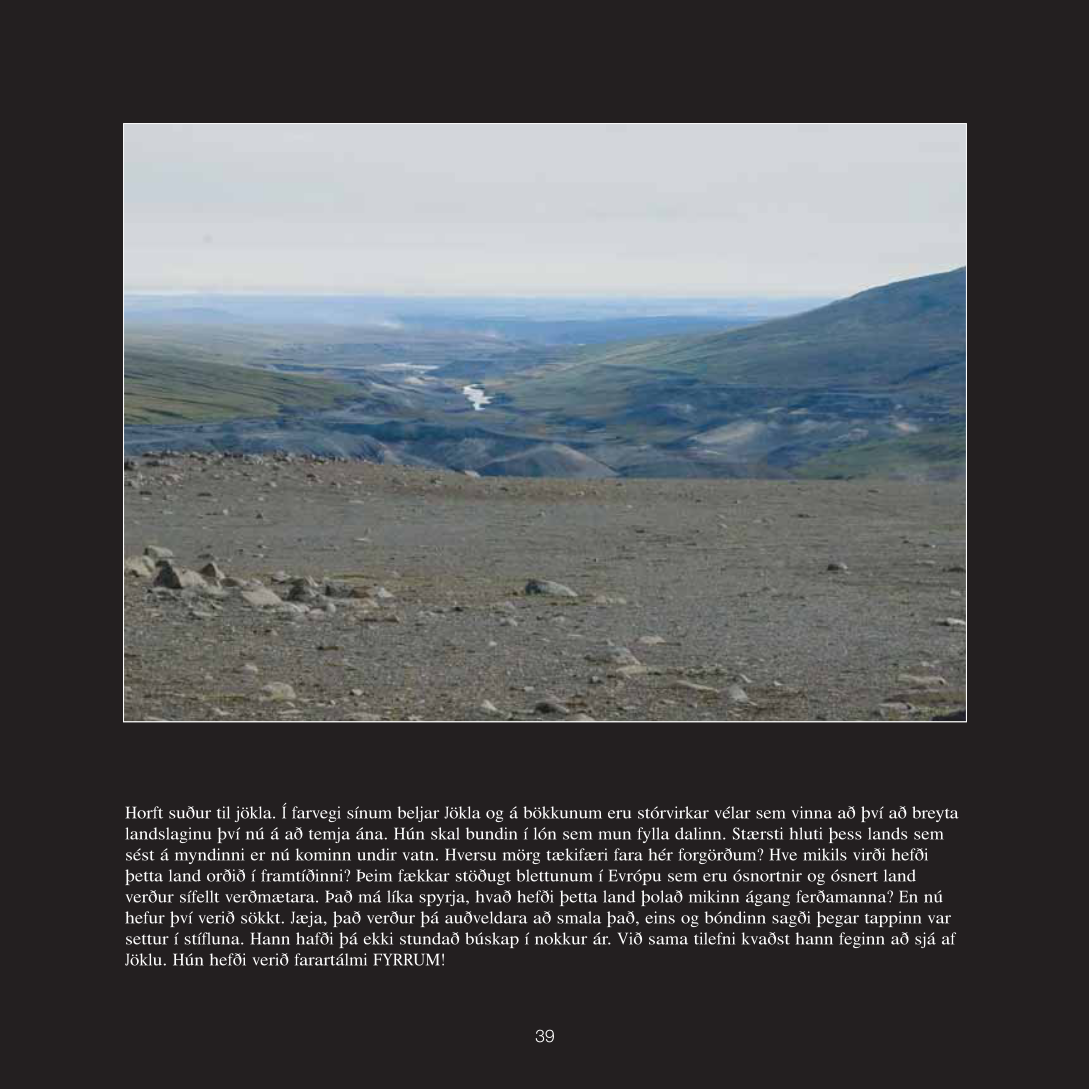 Horft suður til jökla. Í farvegi sínum beljar Jökla og á bökkunum eru stórvirkar vélar sem vinna að því að breyta
landslaginu því nú á að temja ána. Hún skal bundin í lón sem mun fylla dalinn. Stærsti hluti þess lands sem
sést á myndinni er nú kominn undir vatn. Hversu mörg tækifæri fara hér forgörðum? Hve mikils virði hefði
þetta land orðið í framtíðinni? Þeim fækkar stöðugt blettunum í Evrópu sem eru ósnortnir og ósnert land
verður sífellt verðmætara. Það má líka spyrja, hvað hefði þetta land þolað mikinn ágang ferðamanna? En nú
hefur því verið sökkt. Jæja, það verður þá auðveldara að smala það, eins og bóndinn sagði þegar tappinn var
settur í stífluna. Hann hafði þá ekki stundað búskap í nokkur ár. Við sama tilefni kvaðst hann feginn að sjá af
Jöklu. Hún hefði verið farartálmi FYRRUM!
39